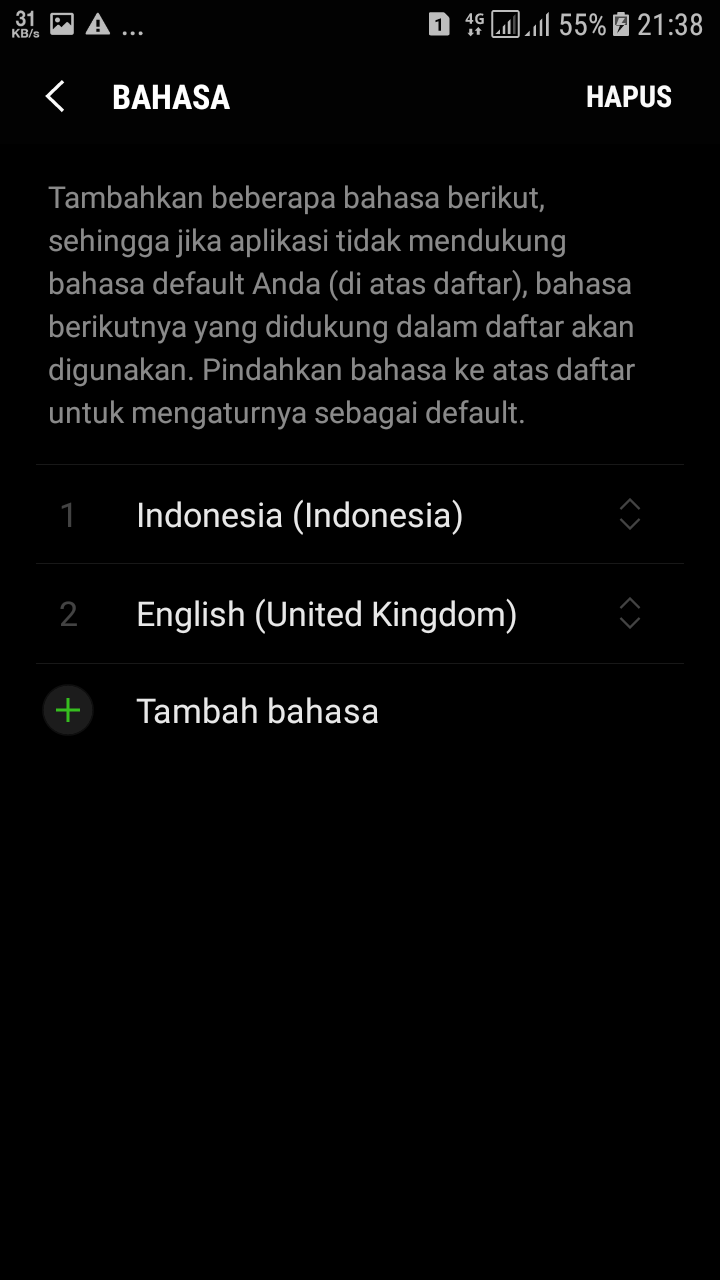 31
KB/s
...
1
4G
55%
21:38
BAHASA
HAPUS
Tambahkan beberapa bahasa berikut,
sehingga jika aplikasi tidak mendukung
bahasa default Anda (di atas daftar), bahasa
berikutnya yang didukung dalam daftar akan
digunakan. Pindahkan bahasa ke atas daftar
untuk mengaturnya sebagai default.
1 Indonesia (Indonesia)
2 English (United Kingdom)
Tambah bahasa